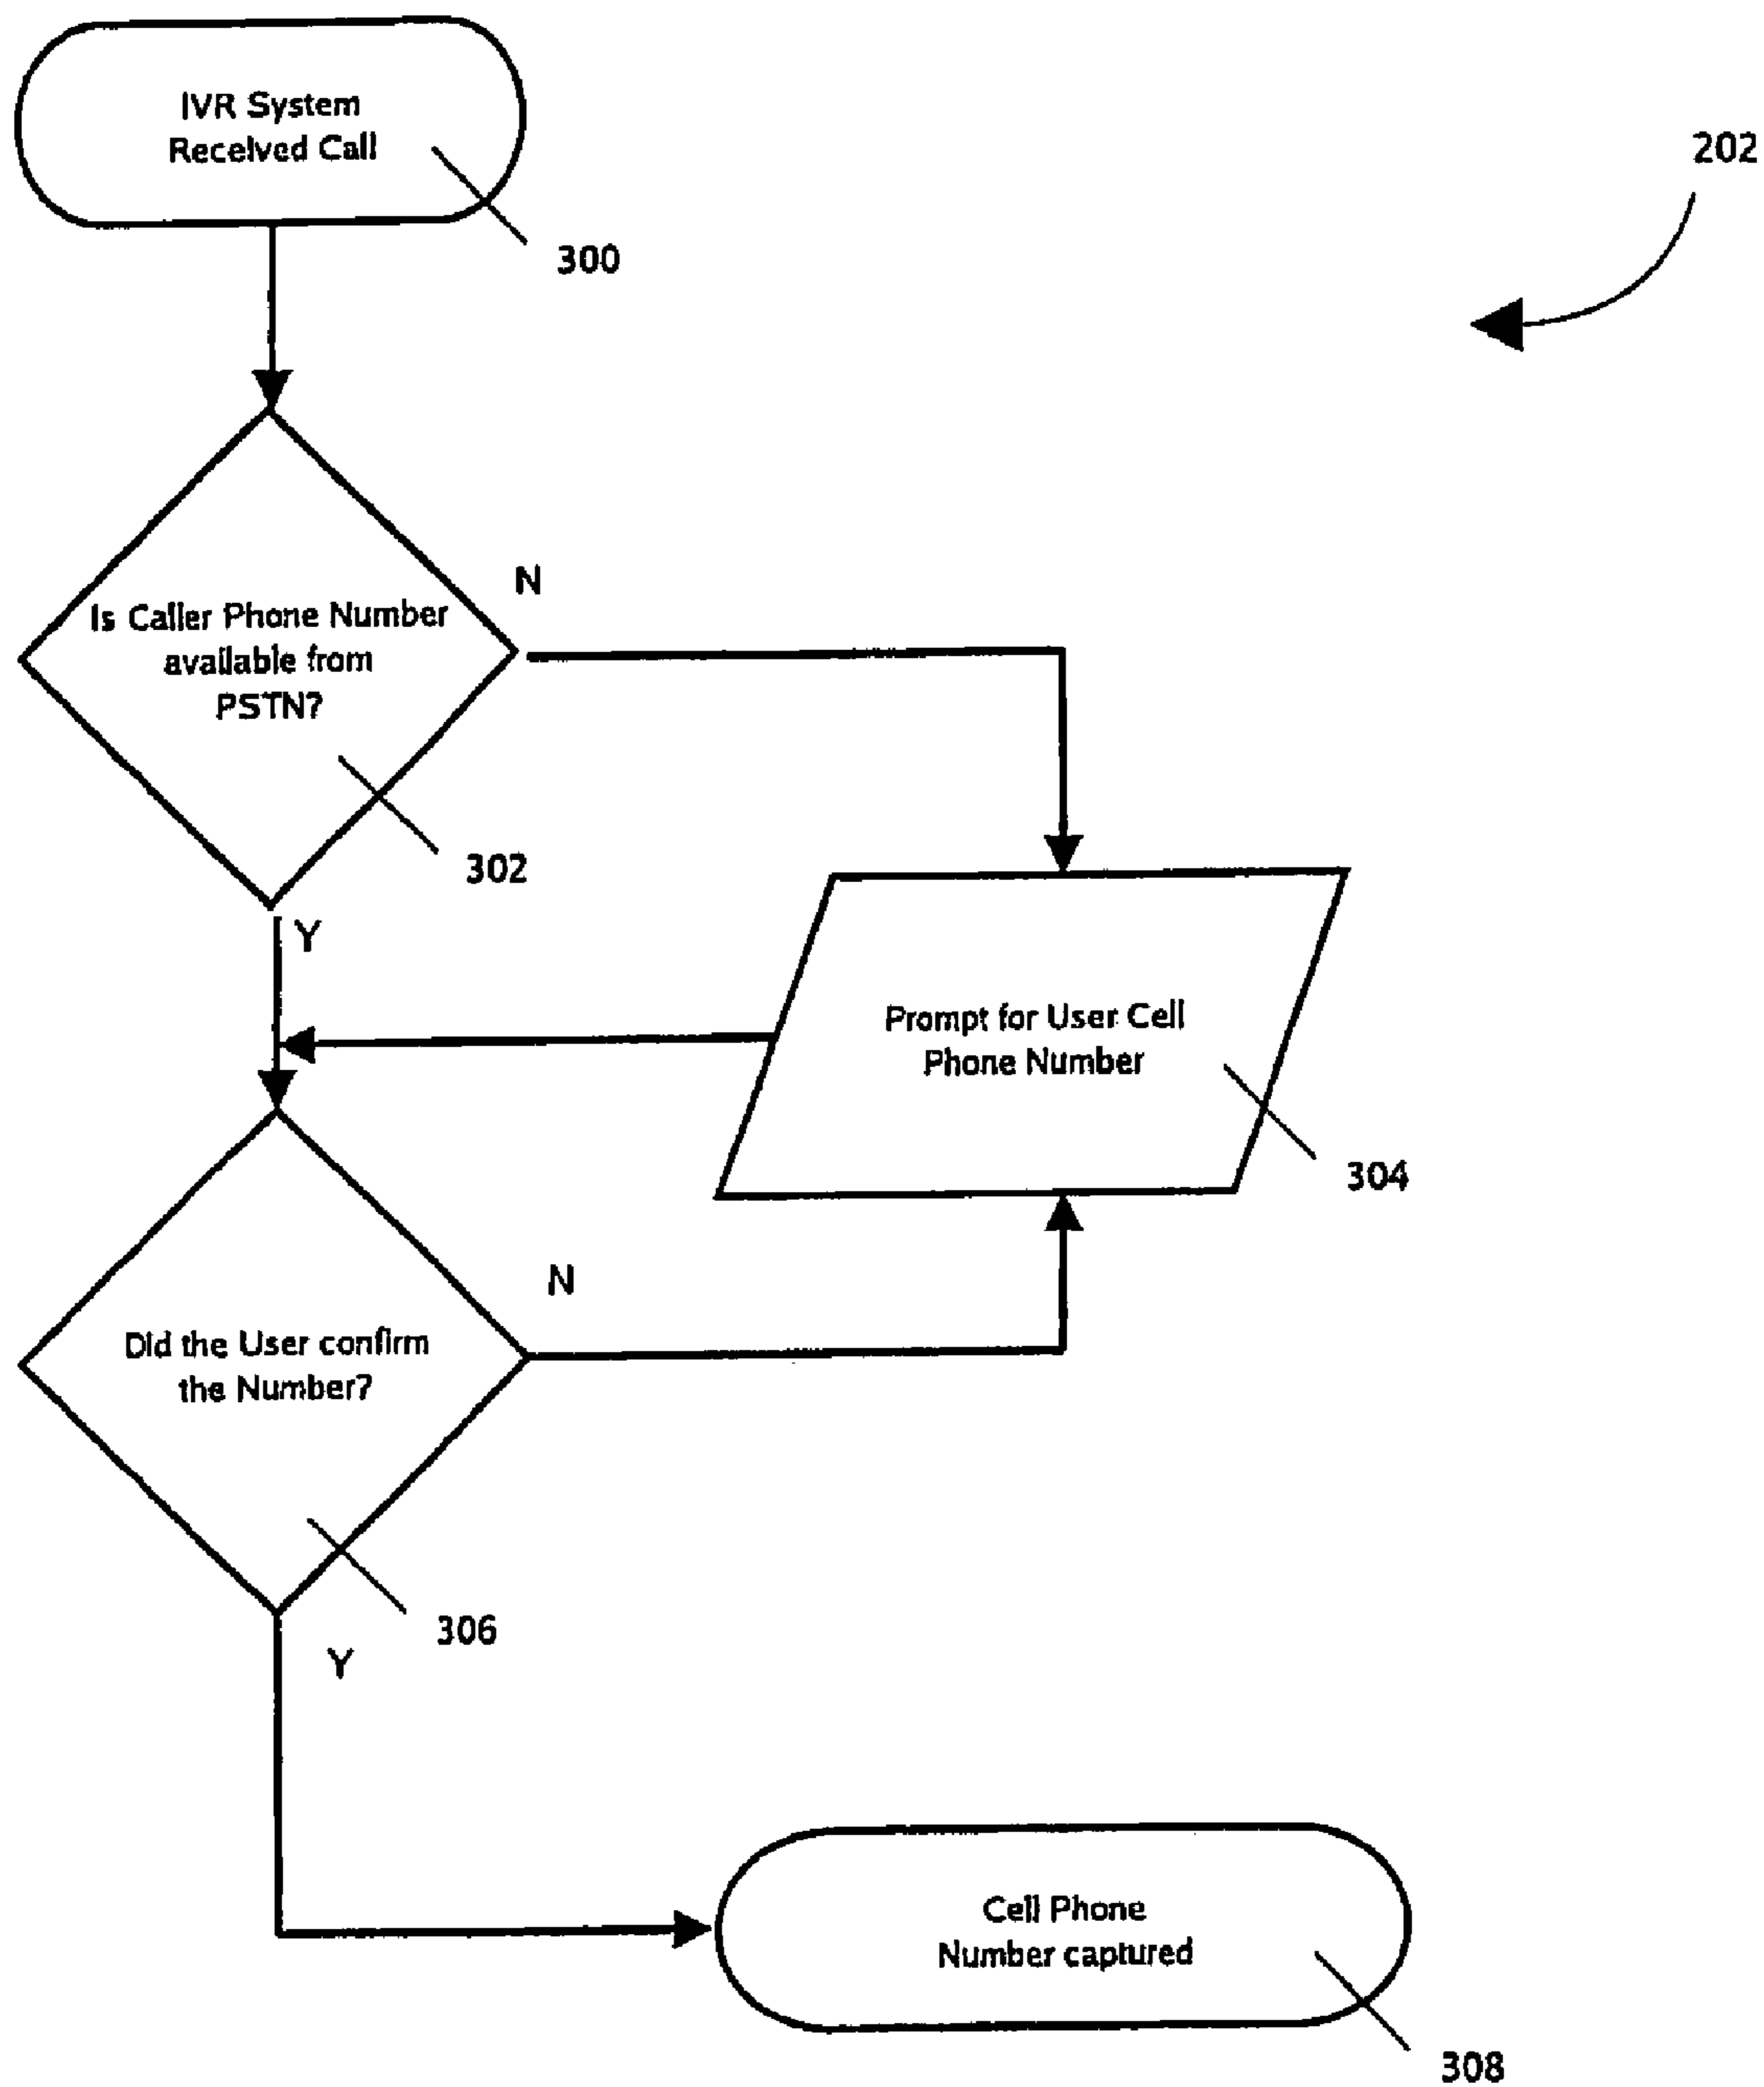 IVR System
Received Call
300
202
Is Caller Phone Number
available from
PSTN?
N
302
Y
Prompt for User Cell
Phone Number
304
Did the User confirm
the Number?
N
306
Y
Cell Phone
Number captured
308